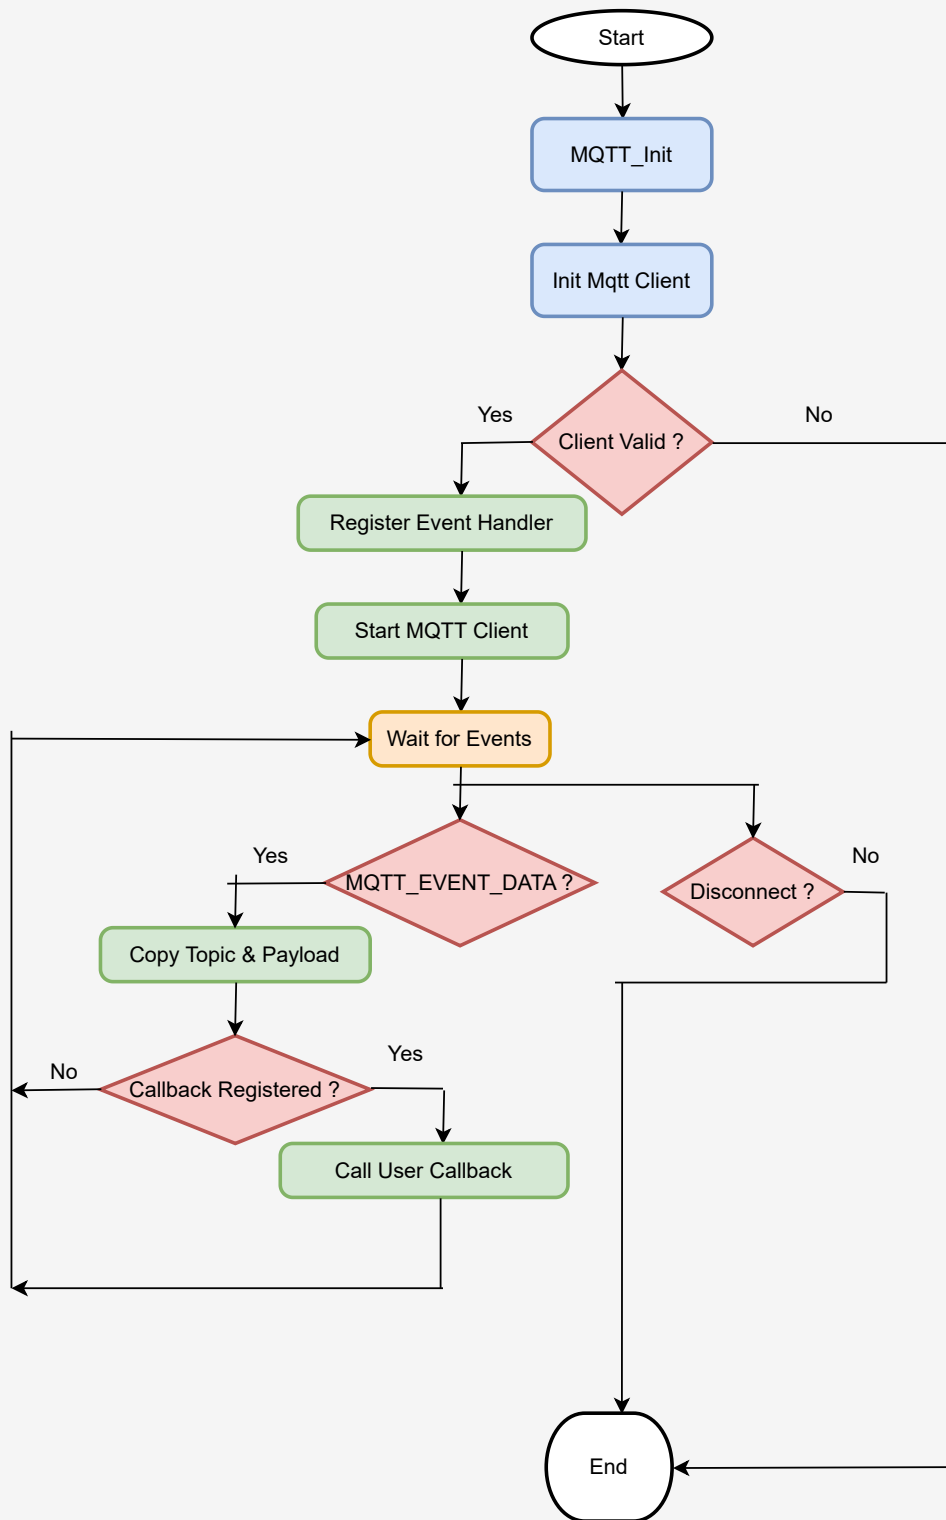 Start
MQTT_Init
Init Mqtt Client
Client Valid ?
Yes
No
Register Event Handler
Start MQTT Client
Wait for Events
MQTT_EVENT_DATA ?
Yes
Disconnect ?
No
Copy Topic & Payload
Callback Registered ?
No
Yes
Call User Callback
End